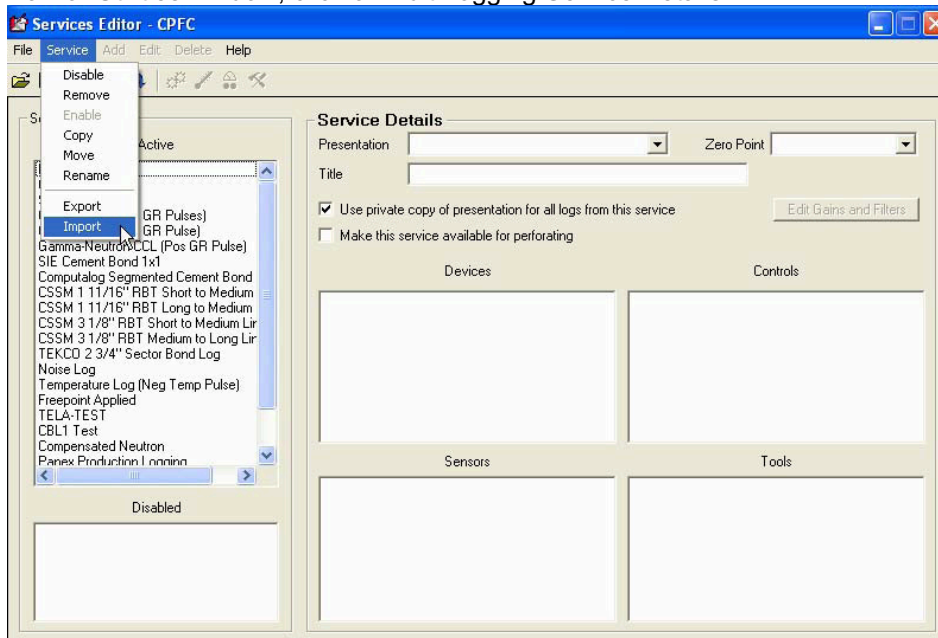 Services Editor - CPFC
File Service Add Edit Delete Help
Disable
Remove
Enable
Copy
Move
Rename
Export
Import
Active
GR Pulses)
GR Pulse)
Gamma-Neutron-CCL (Pos GR Pulse)
SIE Cement Bond 1x1
Computalog Segmented Cement Bond
CSSM 1 11/16" RBT Short to Medium
CSSM 1 11/16" RBT Long to Medium
CSSM 3 1/8" RBT Short to Medium Lir
CSSM 3 1/8" RBT Medium to Long Lir
TEKCO 2 3/4" Sector Bond Log
Noise Log
Temperature Log (Neg Temp Pulse)
Freepoint Applied
TELA-TEST
CBL1 Test
Compensated Neutron
Panex Production Logging
Disabled
Service Details
Presentation
Zero Point
Title
Use private copy of presentation for all logs from this service
Edit Gains and Filters
Make this service available for perforating
Devices
Controls
Sensors
Tools